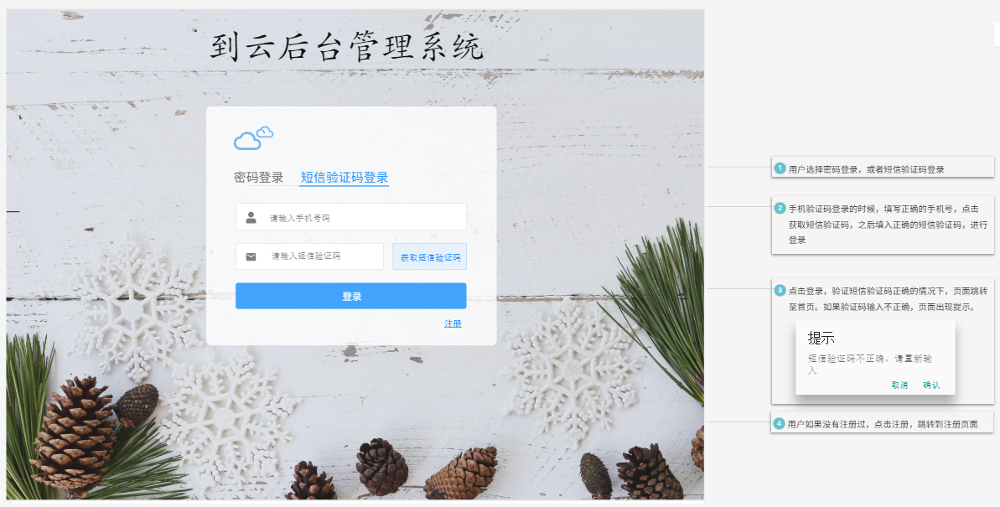 到云后台管理系统
密码登录 短信验证码登录
请输入手机号码
请输入短信验证码 获取短信验证码
登录
注册
1 用户选择密码登录，或者短信验证码登录
2 手机验证码登录的时候，填写正确的手机号，点击
获取短信验证码，之后填入正确的短信验证码，进行
登录
3 点击登录，验证短信验证码正确的情况下，页面跳转
至首页。如果验证码输入不正确，页面出现提示。
提示
短信验证码不正确，请重新输
入
取消 确认
4 用户如果没有注册过，点击注册，跳转到注册页面